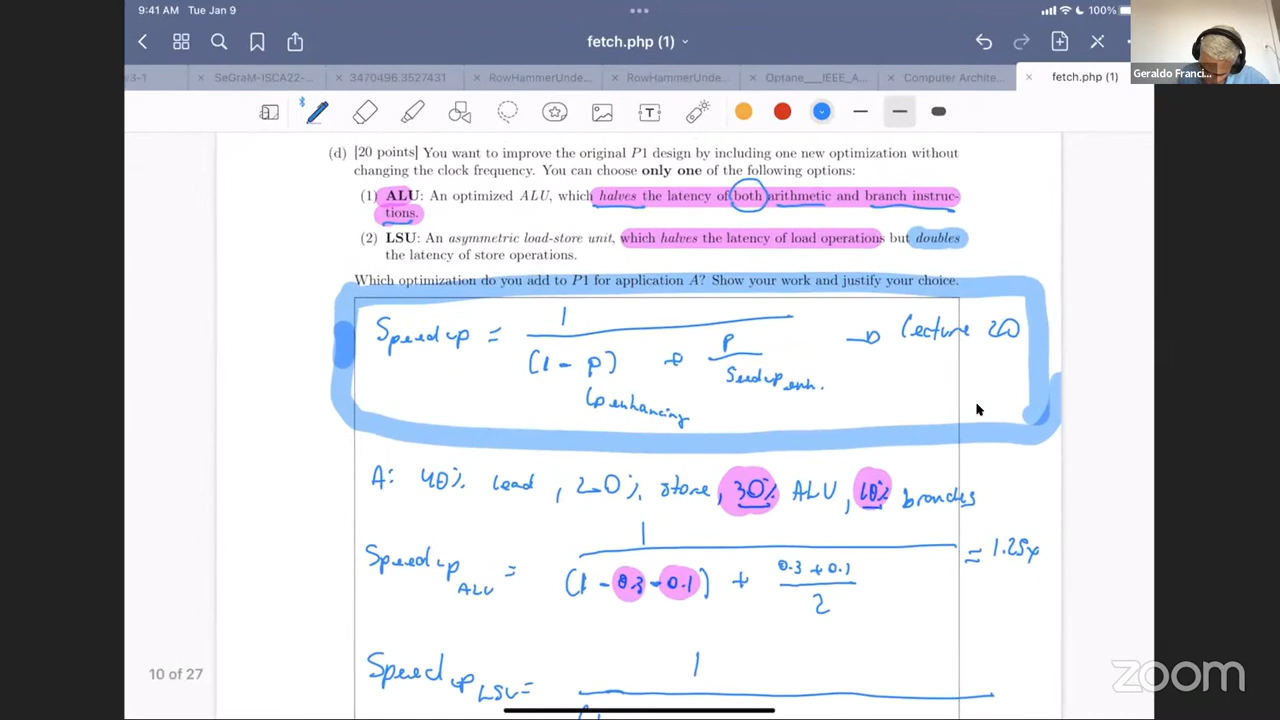 9:41 AM Tue Jan 9
100%
fetch.php (1)
Geraldo Franci...
v3-1
SeGraM-ISCA22-...
3470496.3527431
RowHammerUnde...
RowHammerUnde...
Optane___IEEE_A...
Computer Archite...
fetch.php (1)
(d) [20 points] You want to improve the original P1 design by including one new optimization without
changing the clock frequency. You can choose only one of the following options:
(1) ALU: An optimized ALU, which halves the latency of both arithmetic and branch instruc-
tions.
(2) LSU: An asymmetric load-store unit, which halves the latency of load operations but doubles
the latency of store operations.
Which optimization do you add to P1 for application A? Show your work and justify your choice.
Speedup = 1 / (1 - p) + p / Seedup enh. → lecture 20
↳ enhancing
A: 40% load, 20% store, 30% ALU, 10% branches
Speedup ALU = 1 / (1 - 0.3 - 0.1) + 0.3 + 0.1 / 2 = 1.25x
Speedup LSU = 1
10 of 27
zoom